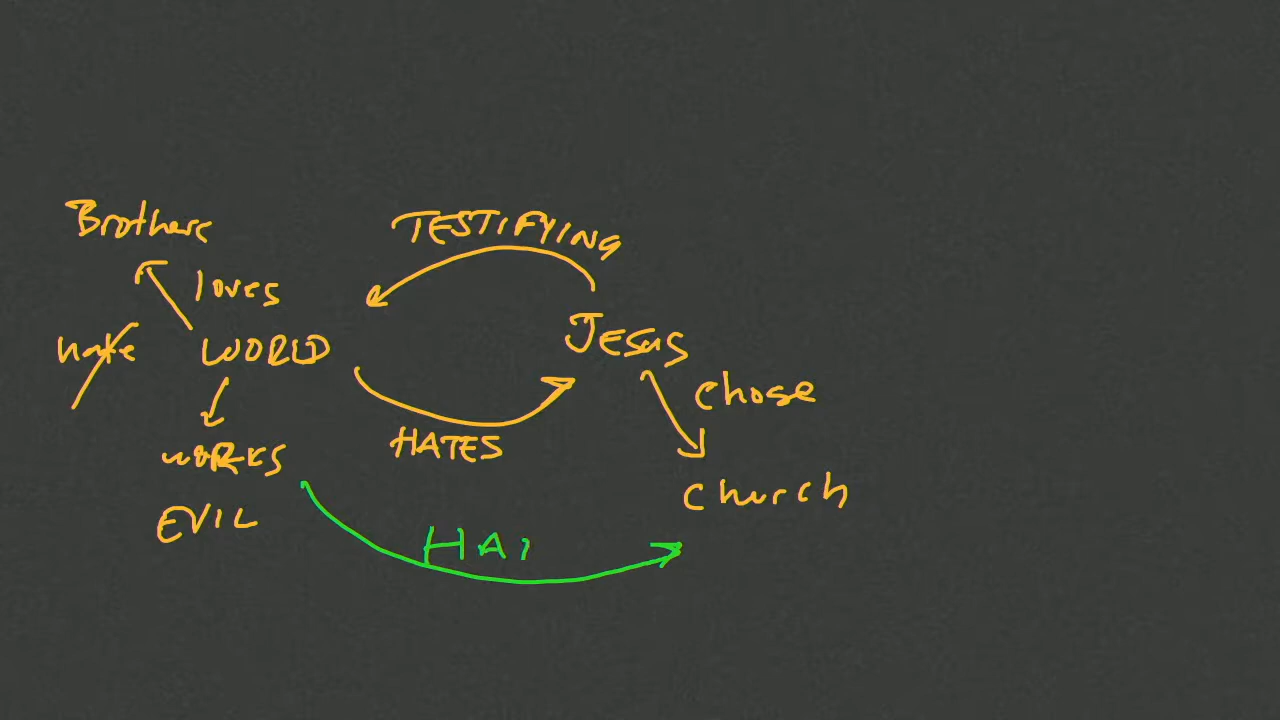 Brothers
TESTIFYING
loves
hate
WORLD
JESUS
chose
HATES
WORKS
church
EVIL
HA